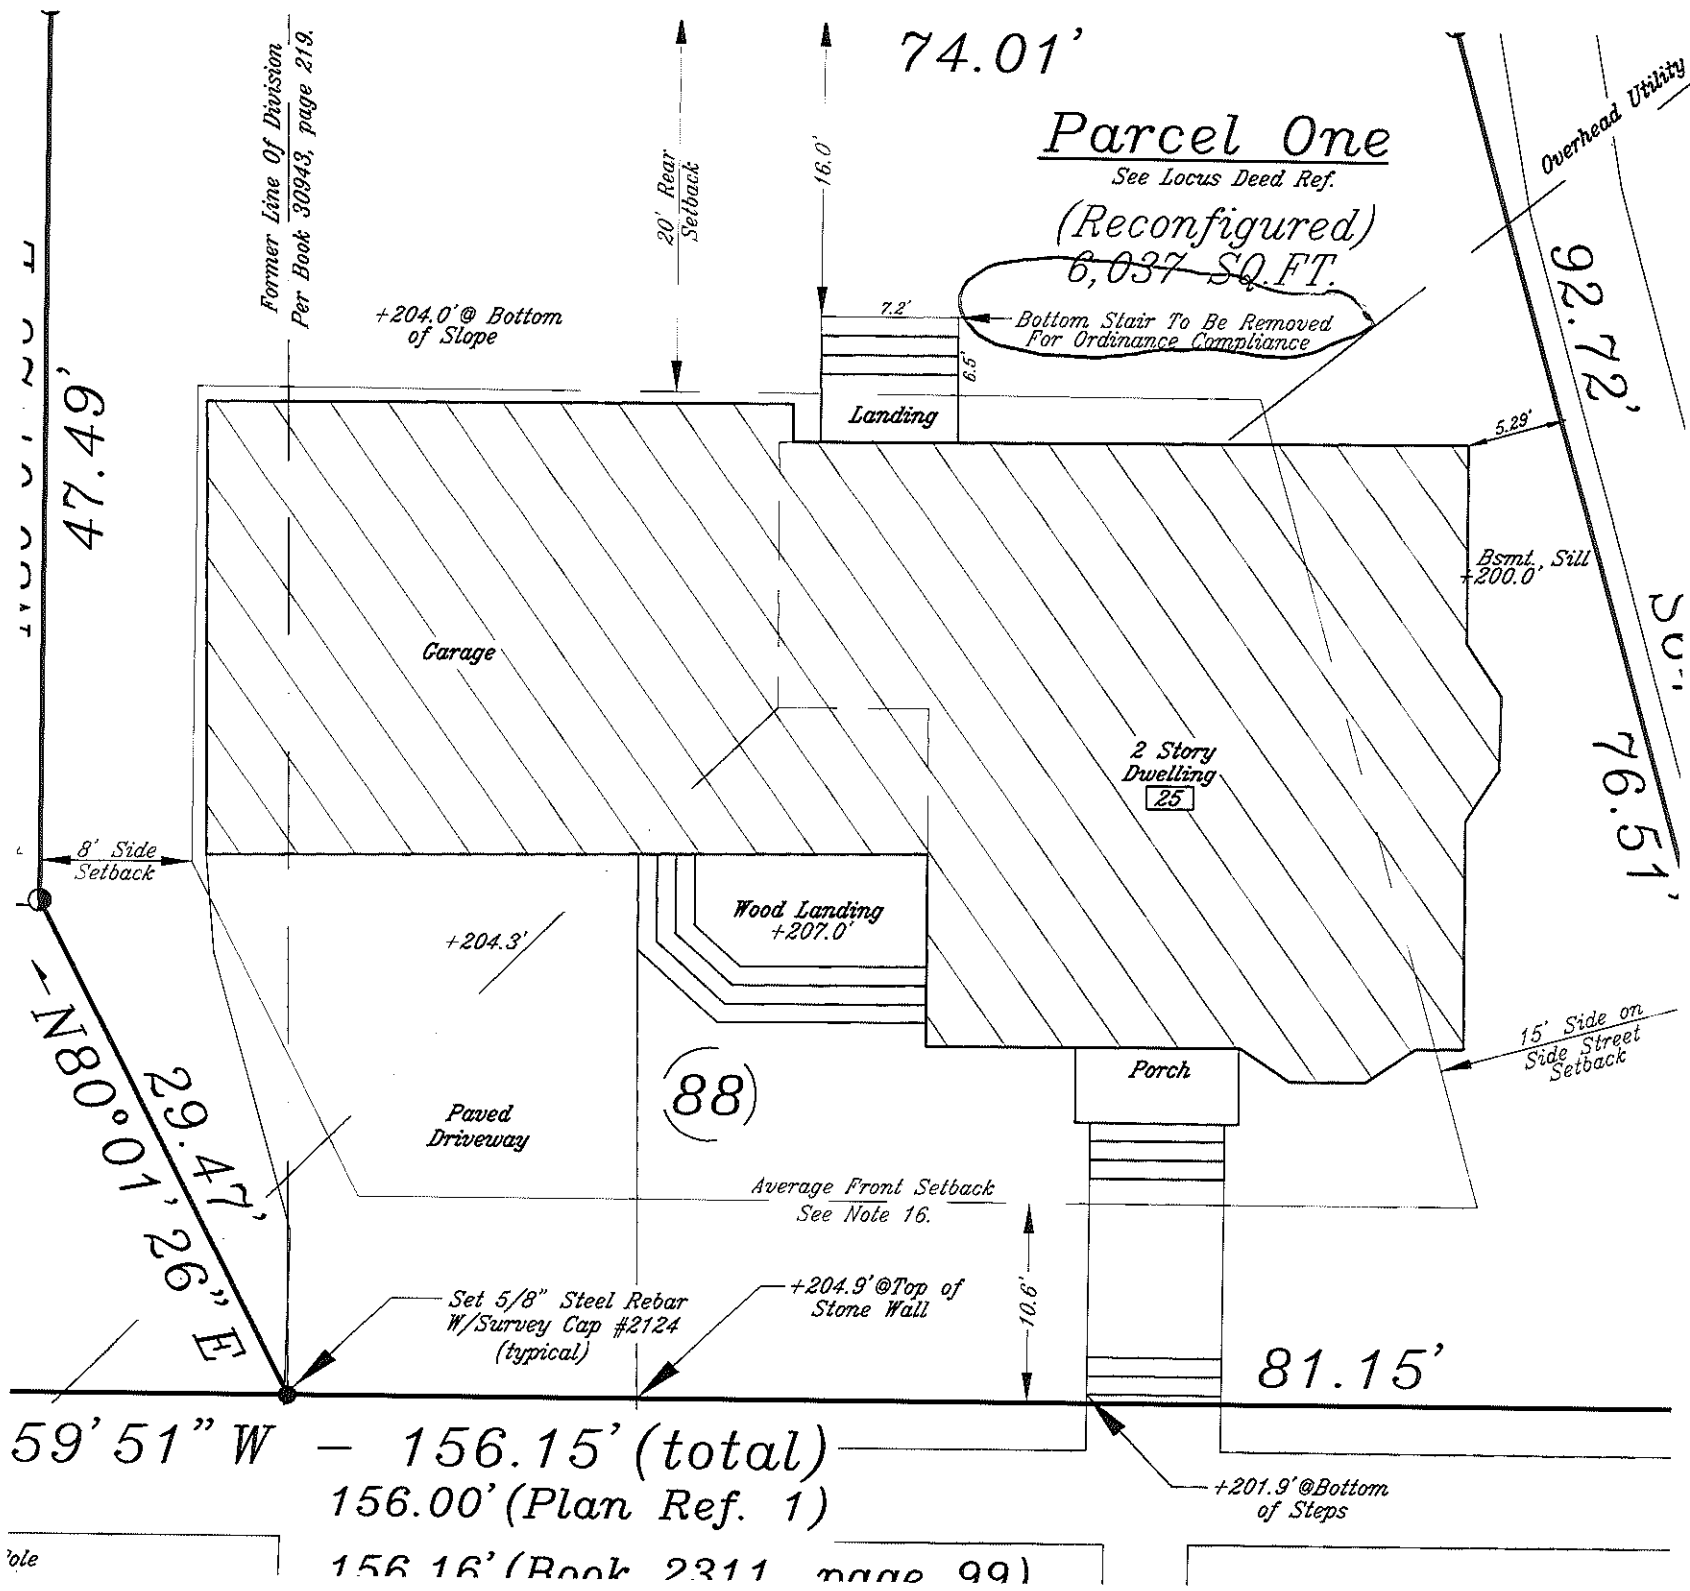 74.01'
Former Line Of Division
Per Book 30943, page 219.
20' Rear
Setback
16.0'
Parcel One
See Locus Deed Ref.
(Reconfigured)
6,037 SQ.FT.
Overhead Utility
+204.0'@ Bottom
of Slope
7.2'
Bottom Stair To Be Removed
For Ordinance Compliance
6.5'
Landing
92.72'
5.29'
47.49'
Bsmt. Sill
+200.0'
Garage
2 Story
Dwelling
25
76.51'
8' Side
Setback
Wood Landing
+207.0'
+204.3'
N80°01'26" E
29.47'
(88)
Porch
15' Side on
Side Street
Setback
Paved
Driveway
Average Front Setback
See Note 16.
10.6'
Set 5/8" Steel Rebar
W/Survey Cap #2124
(typical)
+204.9'@Top of
Stone Wall
81.15'
59'51" W – 156.15'(total)
156.00'(Plan Ref. 1)
+201.9'@Bottom
of Steps
156.16'(Book 2311, page 99)